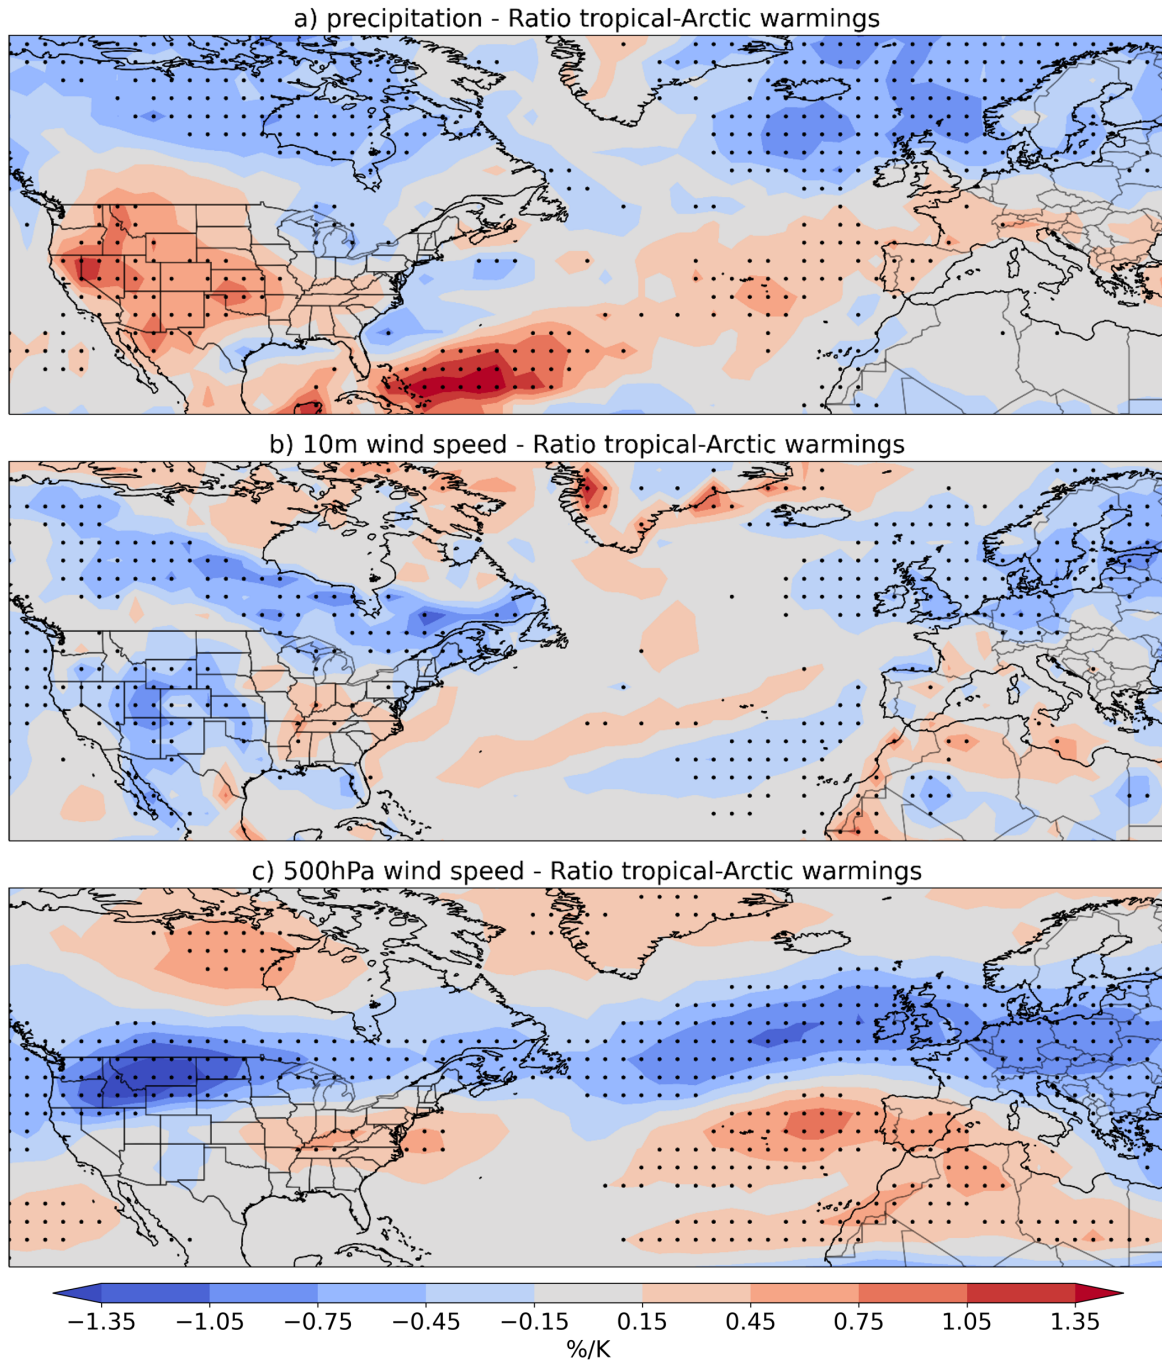 a) precipitation - Ratio tropical-Arctic warmings
b) 10m wind speed - Ratio tropical-Arctic warmings
c) 500hPa wind speed - Ratio tropical-Arctic warmings
−1.35 −1.05 −0.75 −0.45 −0.15 0.15 0.45 0.75 1.05 1.35
%/K